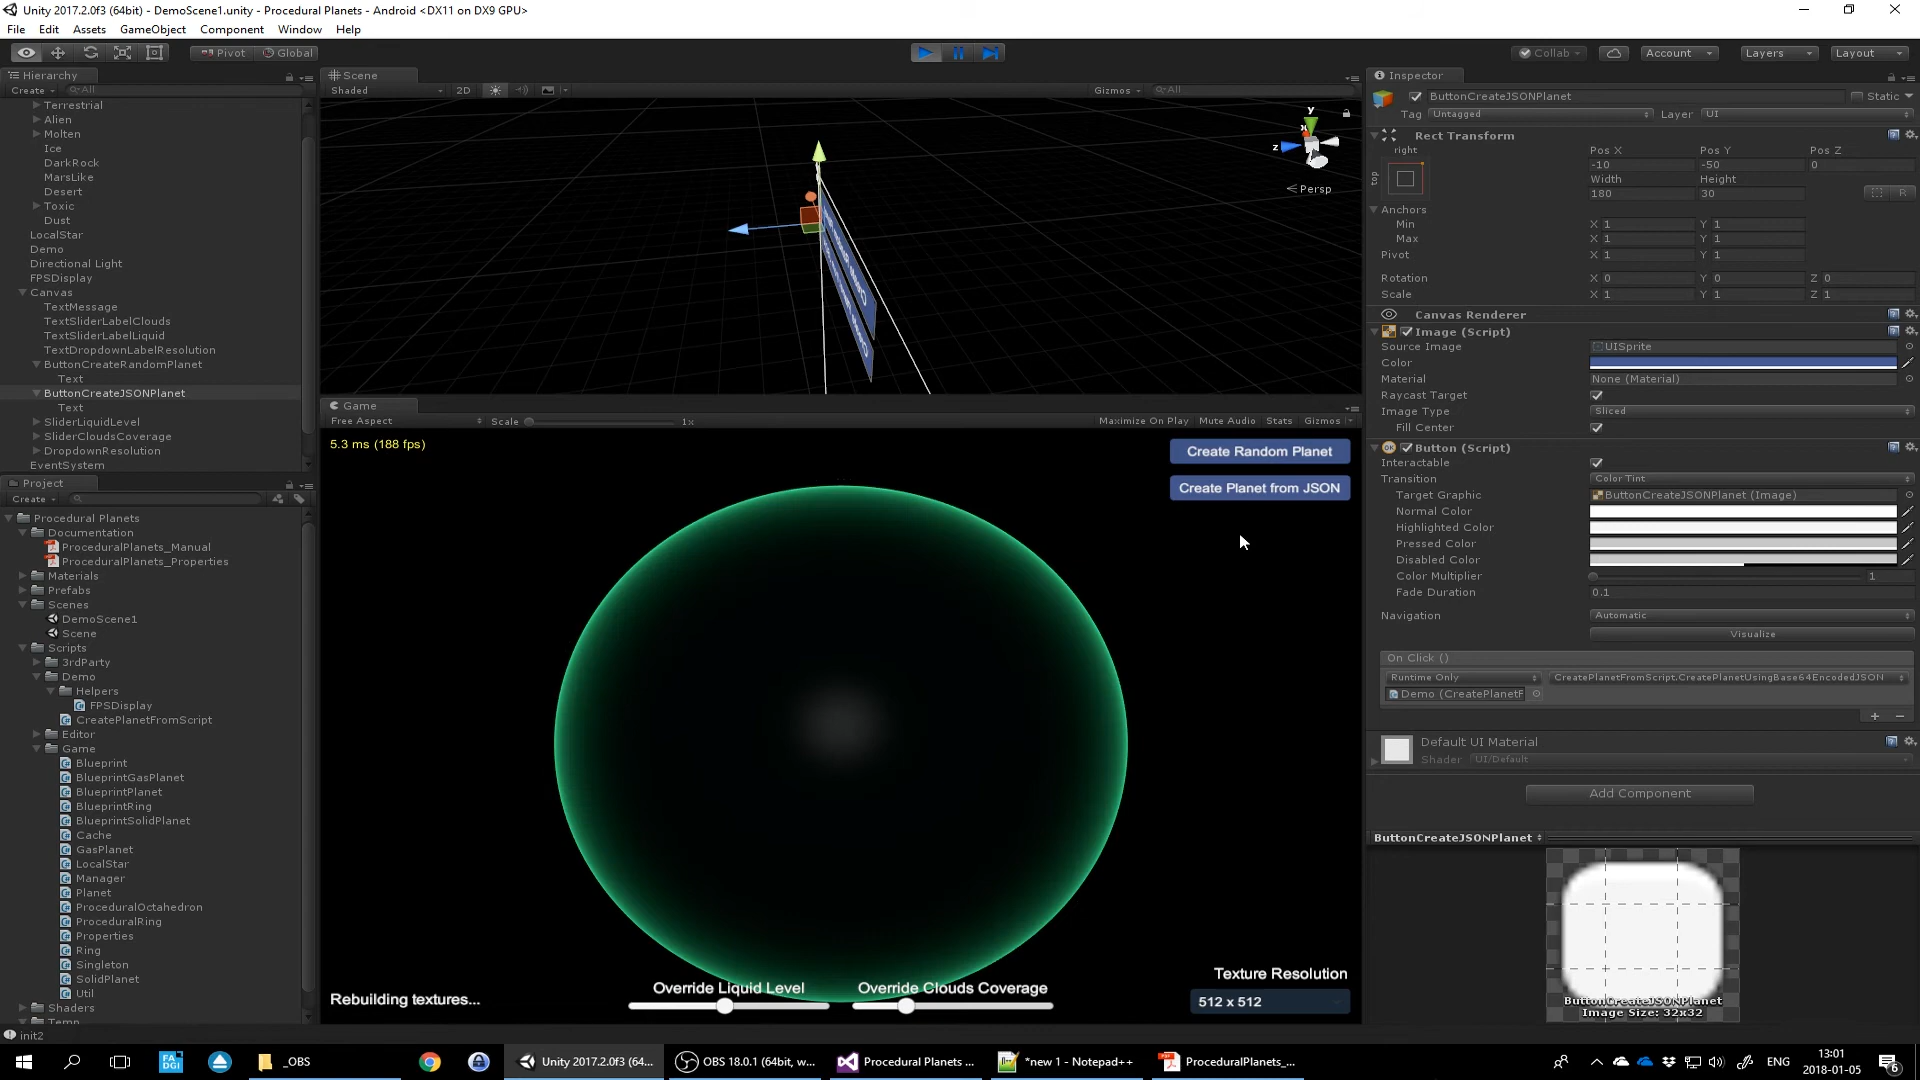 Unity 2017.2.0f3 (64bit) - DemoScene1.unity - Procedural Planets - Android <DX11 on DX9 GPU>
File Edit Assets GameObject Component Window Help
Pivot Global
Collab Account Layers Layout
Hierarchy
Create All
Terrestrial
Alien
Molten
Ice
DarkRock
MarsLike
Desert
Toxic
Dust
LocalStar
Demo
Directional Light
FPSDisplay
Canvas
TextMessage
TextSliderLabelClouds
TextSliderLabelLiquid
TextDropdownLabelResolution
ButtonCreateRandomPlanet
Text
ButtonCreateJSONPlanet
Text
SliderLiquidLevel
SliderCloudsCoverage
DropdownResolution
EventSystem
Project
Create
Procedural Planets
Documentation
ProceduralPlanets_Manual
ProceduralPlanets_Properties
Materials
Prefabs
Scenes
DemoScene1
Scene
Scripts
3rdParty
Demo
Helpers
FPSDisplay
CreatePlanetFromScript
Editor
Game
Blueprint
BlueprintGasPlanet
BlueprintPlanet
BlueprintRing
BlueprintSolidPlanet
Cache
GasPlanet
LocalStar
Manager
Planet
ProceduralOctahedron
ProceduralRing
Properties
Ring
Singleton
SolidPlanet
Util
Shaders
Temp
init2
Scene
Shaded 2D Gizmos All
y
x
z
Persp
Game
Free Aspect Scale 1x Maximize On Play Mute Audio Stats Gizmos
5.3 ms (188 fps)
Create Random Planet
Create Planet from JSON
Rebuilding textures...
Override Liquid Level
Override Clouds Coverage
Texture Resolution
512 x 512
Inspector
ButtonCreateJSONPlanet Static
Tag Untagged Layer UI
Rect Transform
right
top
Pos X Pos Y Pos Z
-10 -50 0
Width Height
180 30
R
Anchors
Min X 1 Y 1
Max X 1 Y 1
Pivot X 1 Y 1
Rotation X 0 Y 0 Z 0
Scale X 1 Y 1 Z 1
Canvas Renderer
Image (Script)
Source Image UISprite
Color
Material None (Material)
Raycast Target
Image Type Sliced
Fill Center
OK Button (Script)
Interactable
Transition Color Tint
Target Graphic ButtonCreateJSONPlanet (Image)
Normal Color
Highlighted Color
Pressed Color
Disabled Color
Color Multiplier 1
Fade Duration 0.1
Navigation Automatic
Visualize
On Click ()
Runtime Only CreatePlanetFromScript.CreatePlanetUsingBase64EncodedJSON
Demo (CreatePlanetF
Default UI Material
Shader UI/Default
Add Component
ButtonCreateJSONPlanet
ButtonCreateJSONPlanet
Image Size: 32x32
FA
DGI
_OBS
Unity 2017.2.0f3 (64...
OBS 18.0.1 (64bit, w...
Procedural Planets ...
*new 1 - Notepad++
ProceduralPlanets_...
ENG
13:01
2018-01-05
6